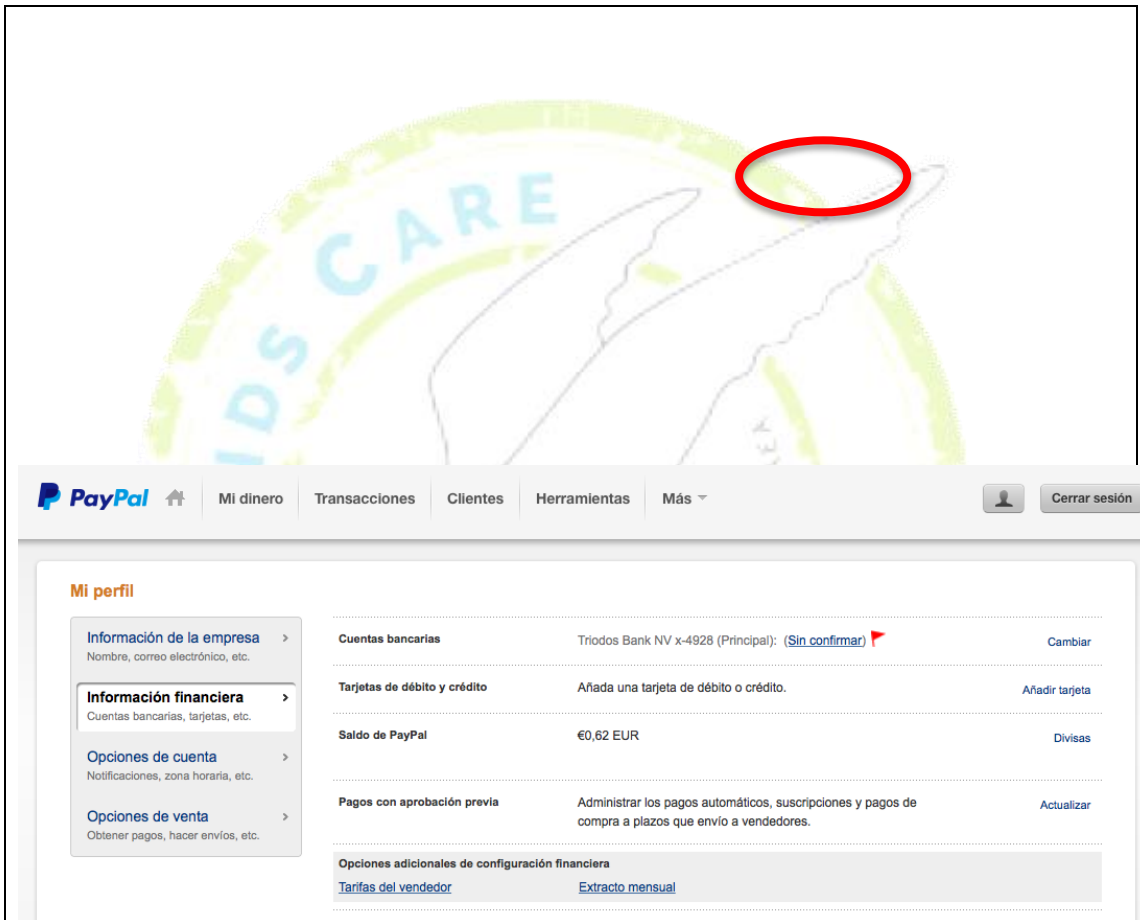 CARE
PayPal
Mi dinero
Transacciones
Clientes
Herramientas
Más
Cerrar sesión
Mi perfil
Información de la empresa
Nombre, correo electrónico, etc.
Información financiera
Cuentas bancarias, tarjetas, etc.
Opciones de cuenta
Notificaciones, zona horaria, etc.
Opciones de venta
Obtener pagos, hacer envíos, etc.
Cuentas bancarias
Triodos Bank NV x-4928 (Principal): (Sin confirmar)
Cambiar
Tarjetas de débito y crédito
Añada una tarjeta de débito o crédito.
Añadir tarjeta
Saldo de PayPal
€0,62 EUR
Divisas
Pagos con aprobación previa
Administrar los pagos automáticos, suscripciones y pagos de
compra a plazos que envío a vendedores.
Actualizar
Opciones adicionales de configuración financiera
Tarifas del vendedor
Extracto mensual